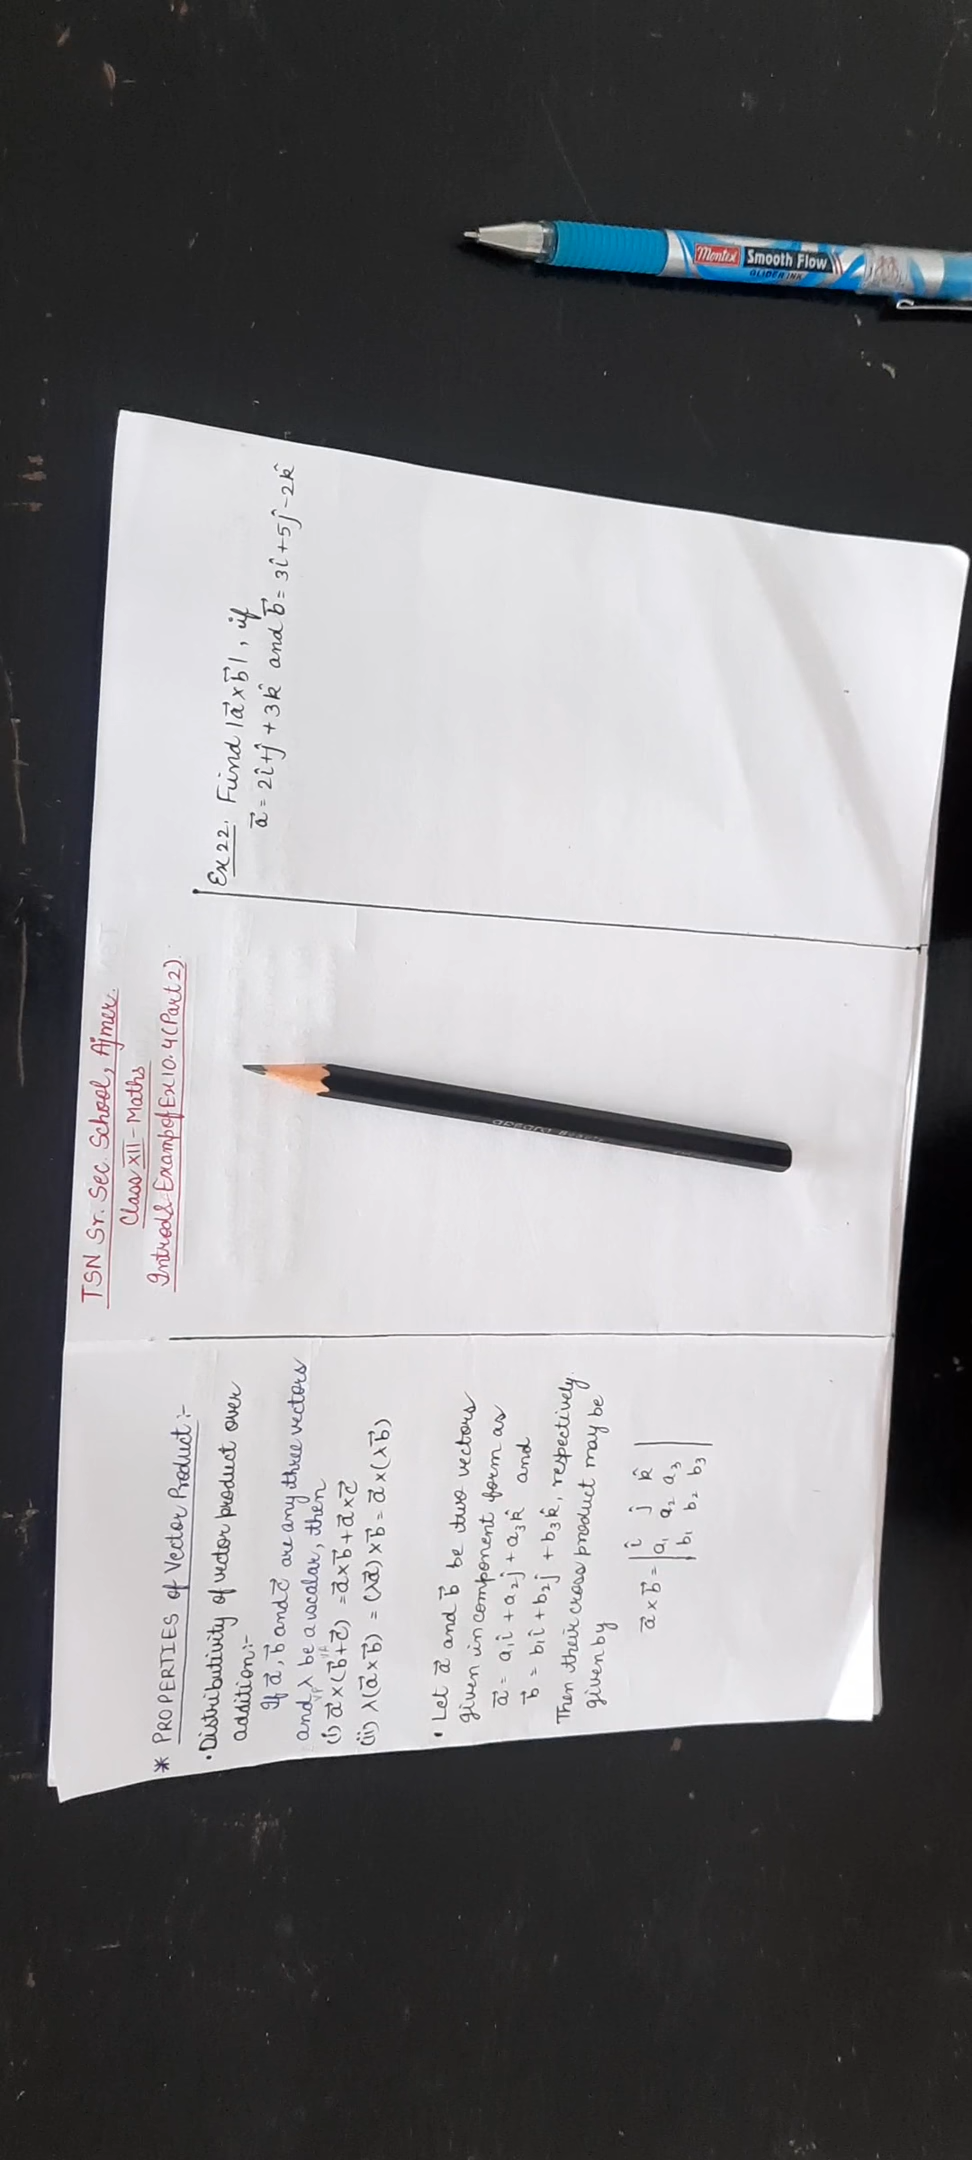 TSN Sr. Sec. School, Ajmer.
Class XII - Maths
Introd & Examp of Ex 10.4 (Part 2)
* PROPERTIES of Vector Product :-
• Distributivity of vector product over
addition:-
If a⃗, b⃗ and c⃗ are any three vectors
and λ be a scalar, then
(i) a⃗ x (b⃗ + c⃗) = a⃗ x b⃗ + a⃗ x c⃗
(ii) λ(a⃗ x b⃗) = (λa⃗) x b⃗ = a⃗ x (λb⃗)
• Let a⃗ and b⃗ be two vectors
given in component form as
a⃗ = a₁î + a₂ĵ + a₃k̂ and
b⃗ = b₁î + b₂ĵ + b₃k̂, respectively.
Then their cross product may be
given by
a⃗ x b⃗ = | î ĵ k̂ |
a₁ a₂ a₃
b₁ b₂ b₃
Ex 22. Find |a⃗ x b⃗|, if
a⃗ = 2î + ĵ + 3k̂ and b⃗ = 3î + 5ĵ - 2k̂
Montex Smooth Flow
GLIDER INK